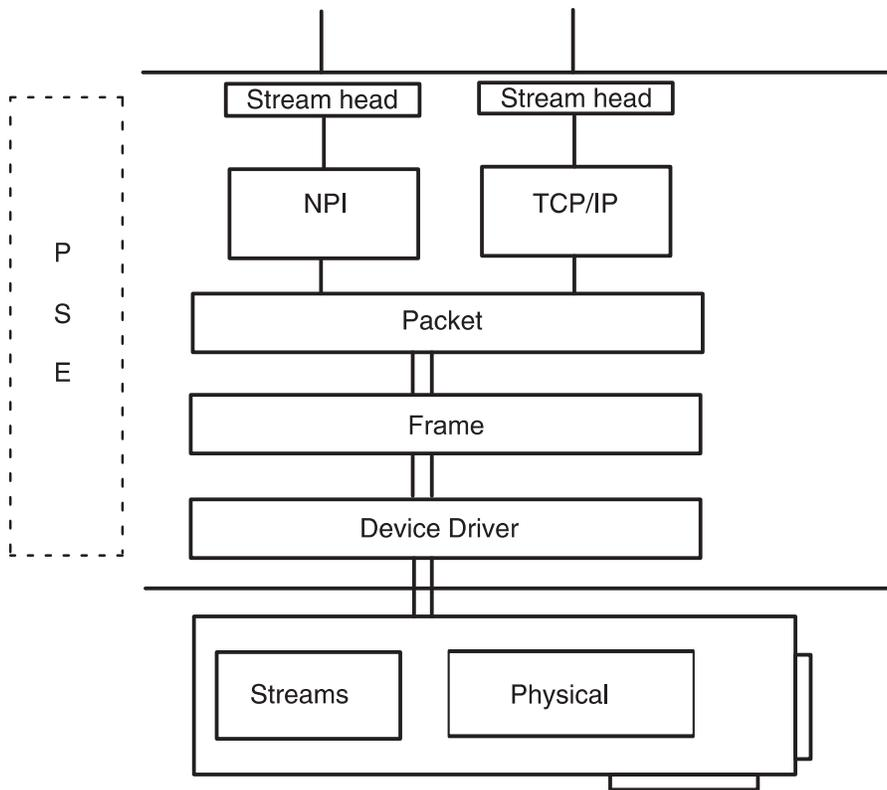 Stream head
Stream head
NPI
TCP/IP
P
S
E
Packet
Frame
Device Driver
Streams
Physical